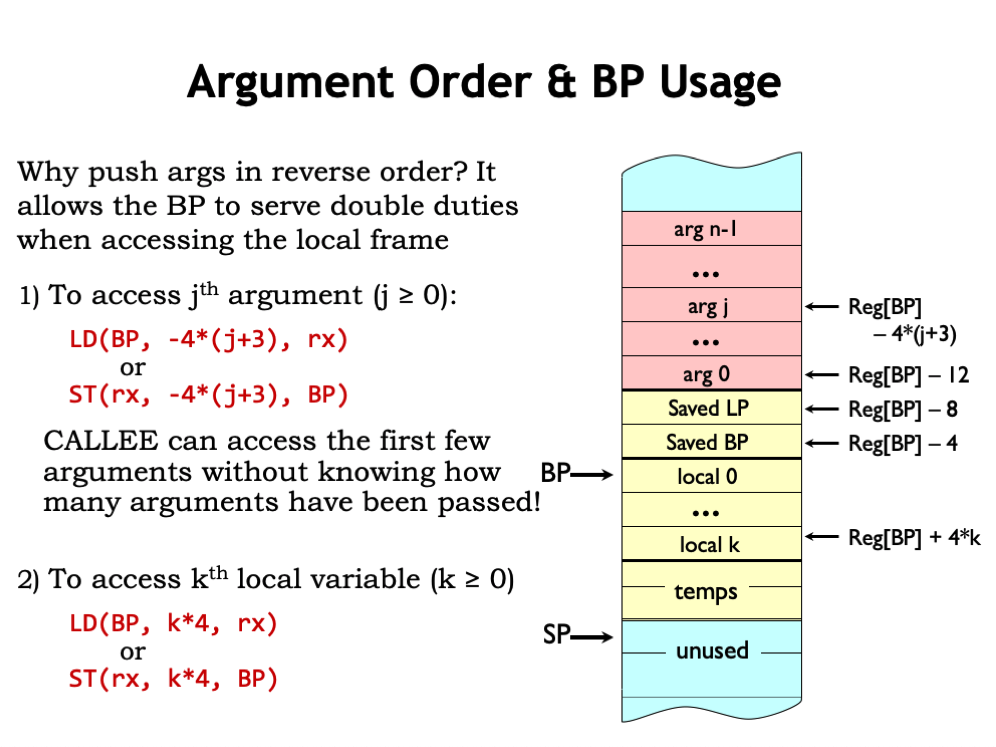 Argument Order & BP Usage
Why push args in reverse order? It
allows the BP to serve double duties
when accessing the local frame
1) To access jth argument (j ≥ 0):
LD(BP, -4*(j+3), rx)
or
ST(rx, -4*(j+3), BP)
CALLEE can access the first few
arguments without knowing how
many arguments have been passed!
2) To access kth local variable (k ≥ 0)
LD(BP, k*4, rx)
or
ST(rx, k*4, BP)
arg n-1
...
arg j
Reg[BP]
– 4*(j+3)
...
arg 0
Reg[BP] – 12
Saved LP
Reg[BP] – 8
Saved BP
Reg[BP] – 4
BP
local 0
...
local k
Reg[BP] + 4*k
temps
SP
unused